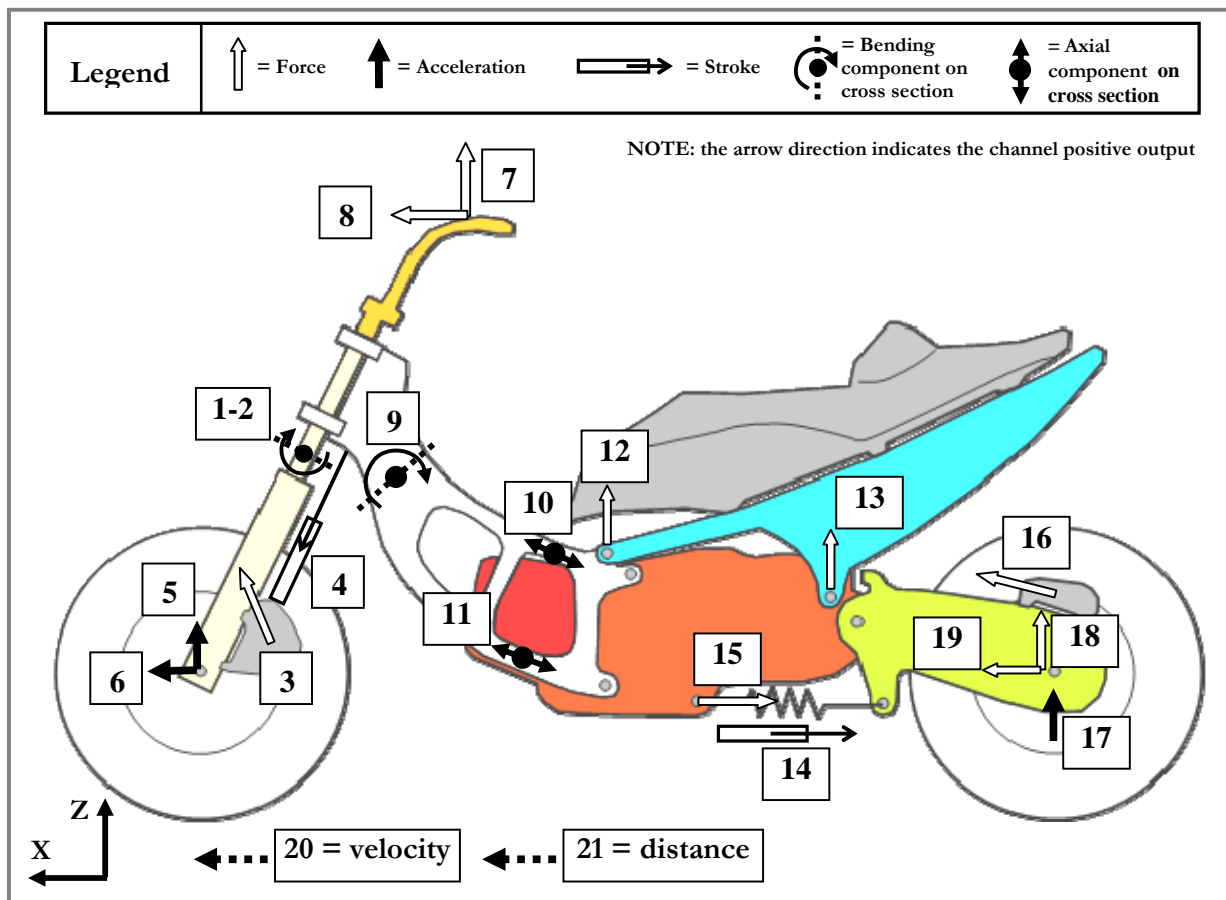 Legend
= Force
= Acceleration
= Stroke
= Bending
component on
cross section
= Axial
component on
cross section
NOTE: the arrow direction indicates the channel positive output
7
8
1-2
9
12
10
13
16
4
5
11
15
19
18
6
3
17
14
Z
X
20 = velocity
21 = distance